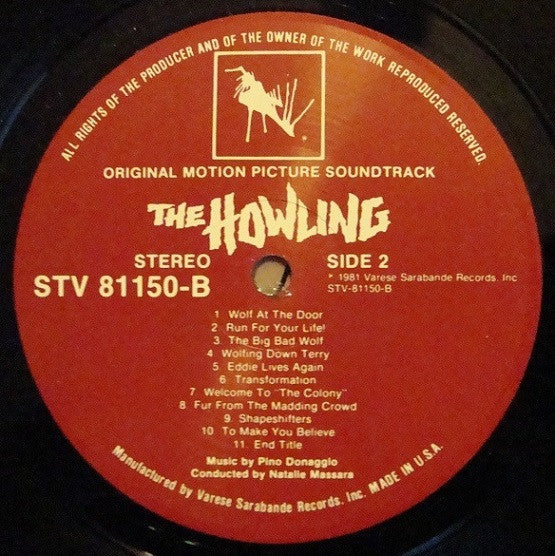 ALL RIGHTS OF THE PRODUCER AND OF THE OWNER OF THE WORK REPRODUCED RESERVED.
ORIGINAL MOTION PICTURE SOUNDTRACK
THE HOWLING
STEREO
STV 81150-B
SIDE 2
℗ 1981 Varese Sarabande Records, Inc
STV-81150-B
1 Wolf At The Door
2 Run For Your Life!
3 The Big Bad Wolf
4 Wolfing Down Terry
5 Eddie Lives Again
6 Transformation
7 Welcome To "The Colony"
8 Fur From The Madding Crowd
9 Shapeshifters
10 To Make You Believe
11 End Title
Music by Pino Donaggio
Conducted by Natalie Massara
Manufactured by Varese Sarabande Records, Inc. MADE IN U.S.A.